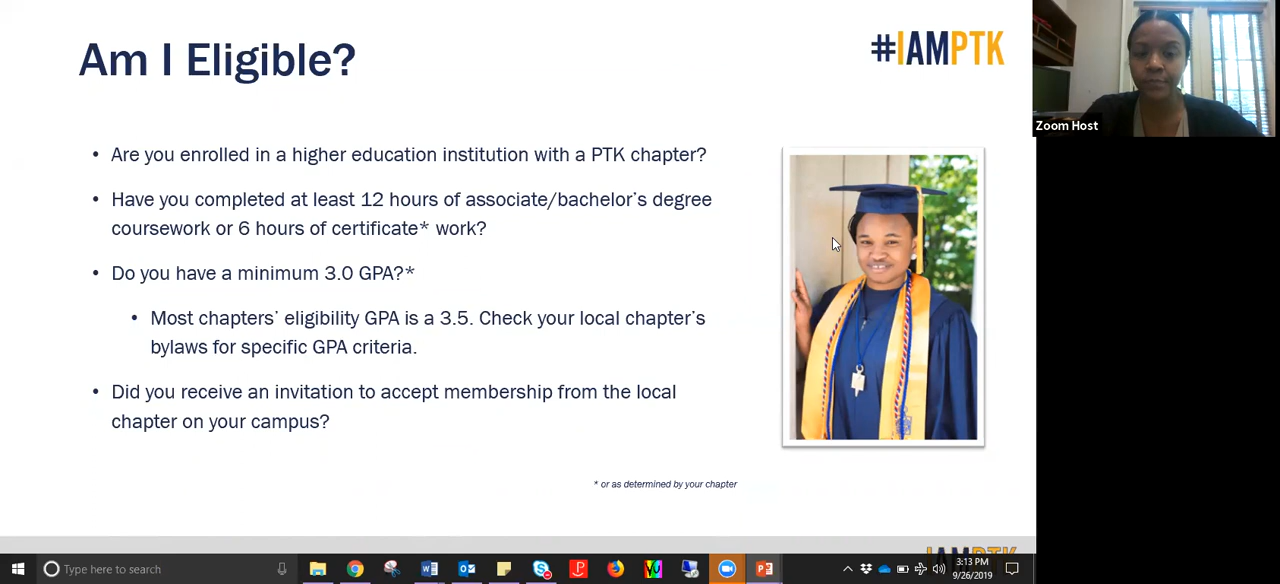 Am I Eligible?
#IAMPTK
Zoom Host
• Are you enrolled in a higher education institution with a PTK chapter?
• Have you completed at least 12 hours of associate/bachelor's degree
coursework or 6 hours of certificate* work?
• Do you have a minimum 3.0 GPA?*
• Most chapters' eligibility GPA is a 3.5. Check your local chapter's
bylaws for specific GPA criteria.
• Did you receive an invitation to accept membership from the local
chapter on your campus?
* or as determined by your chapter
IAMPTK
Type here to search
3:13 PM
9/26/2019